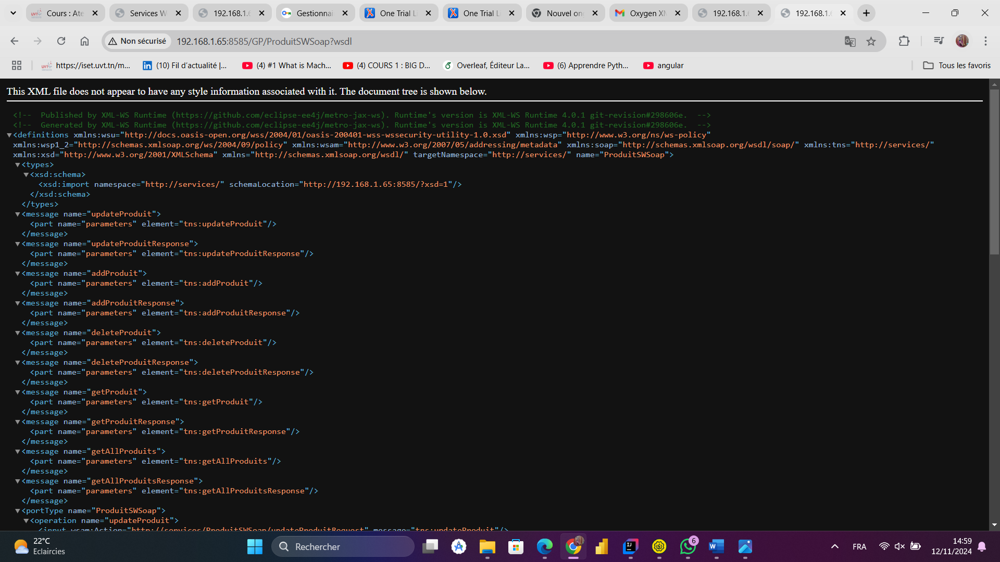 Cours : Ate
Services W
192.168.1.6
Gestionnai
One Trial Li
One Trial Li
Nouvel ong
Oxygen XM
192.168.1.6
192.168.1.6
Non sécurisé
192.168.1.65:8585/GP/ProduitSWSoap?wsdl
https://iset.uvt.tn/m...
(10) Fil d'actualité |...
(4) #1 What is Mach...
(4) COURS 1 : BIG D...
Overleaf, Éditeur La...
(6) Apprendre Pyth...
angular
Tous les favoris
This XML file does not appear to have any style information associated with it. The document tree is shown below.
<!-- Published by XML-WS Runtime (https://github.com/eclipse-ee4j/metro-jax-ws). Runtime's version is XML-WS Runtime 4.0.1 git-revision#298606e. -->
<!-- Generated by XML-WS Runtime (https://github.com/eclipse-ee4j/metro-jax-ws). Runtime's version is XML-WS Runtime 4.0.1 git-revision#298606e. -->
<definitions xmlns:wsu="http://docs.oasis-open.org/wss/2004/01/oasis-200401-wss-wssecurity-utility-1.0.xsd" xmlns:wsp="http://www.w3.org/ns/ws-policy"
xmlns:wsp1_2="http://schemas.xmlsoap.org/ws/2004/09/policy" xmlns:wsam="http://www.w3.org/2007/05/addressing/metadata" xmlns:soap="http://schemas.xmlsoap.org/wsdl/soap/" xmlns:tns="http://services/"
xmlns:xsd="http://www.w3.org/2001/XMLSchema" xmlns="http://schemas.xmlsoap.org/wsdl/" targetNamespace="http://services/" name="ProduitSWSoap">
<types>
<xsd:schema>
<xsd:import namespace="http://services/" schemaLocation="http://192.168.1.65:8585/?xsd=1"/>
</xsd:schema>
</types>
<message name="updateProduit">
<part name="parameters" element="tns:updateProduit"/>
</message>
<message name="updateProduitResponse">
<part name="parameters" element="tns:updateProduitResponse"/>
</message>
<message name="addProduit">
<part name="parameters" element="tns:addProduit"/>
</message>
<message name="addProduitResponse">
<part name="parameters" element="tns:addProduitResponse"/>
</message>
<message name="deleteProduit">
<part name="parameters" element="tns:deleteProduit"/>
</message>
<message name="deleteProduitResponse">
<part name="parameters" element="tns:deleteProduitResponse"/>
</message>
<message name="getProduit">
<part name="parameters" element="tns:getProduit"/>
</message>
<message name="getProduitResponse">
<part name="parameters" element="tns:getProduitResponse"/>
</message>
<message name="getAllProduits">
<part name="parameters" element="tns:getAllProduits"/>
</message>
<message name="getAllProduitsResponse">
<part name="parameters" element="tns:getAllProduitsResponse"/>
</message>
<portType name="ProduitSWSoap">
<operation name="updateProduit">
<input wsam:Action="http://services/ProduitSWSoap/updateProduitRequest" message="tns:updateProduit"/>
22°C
Eclaircies
Rechercher
6
FRA
14:59
12/11/2024